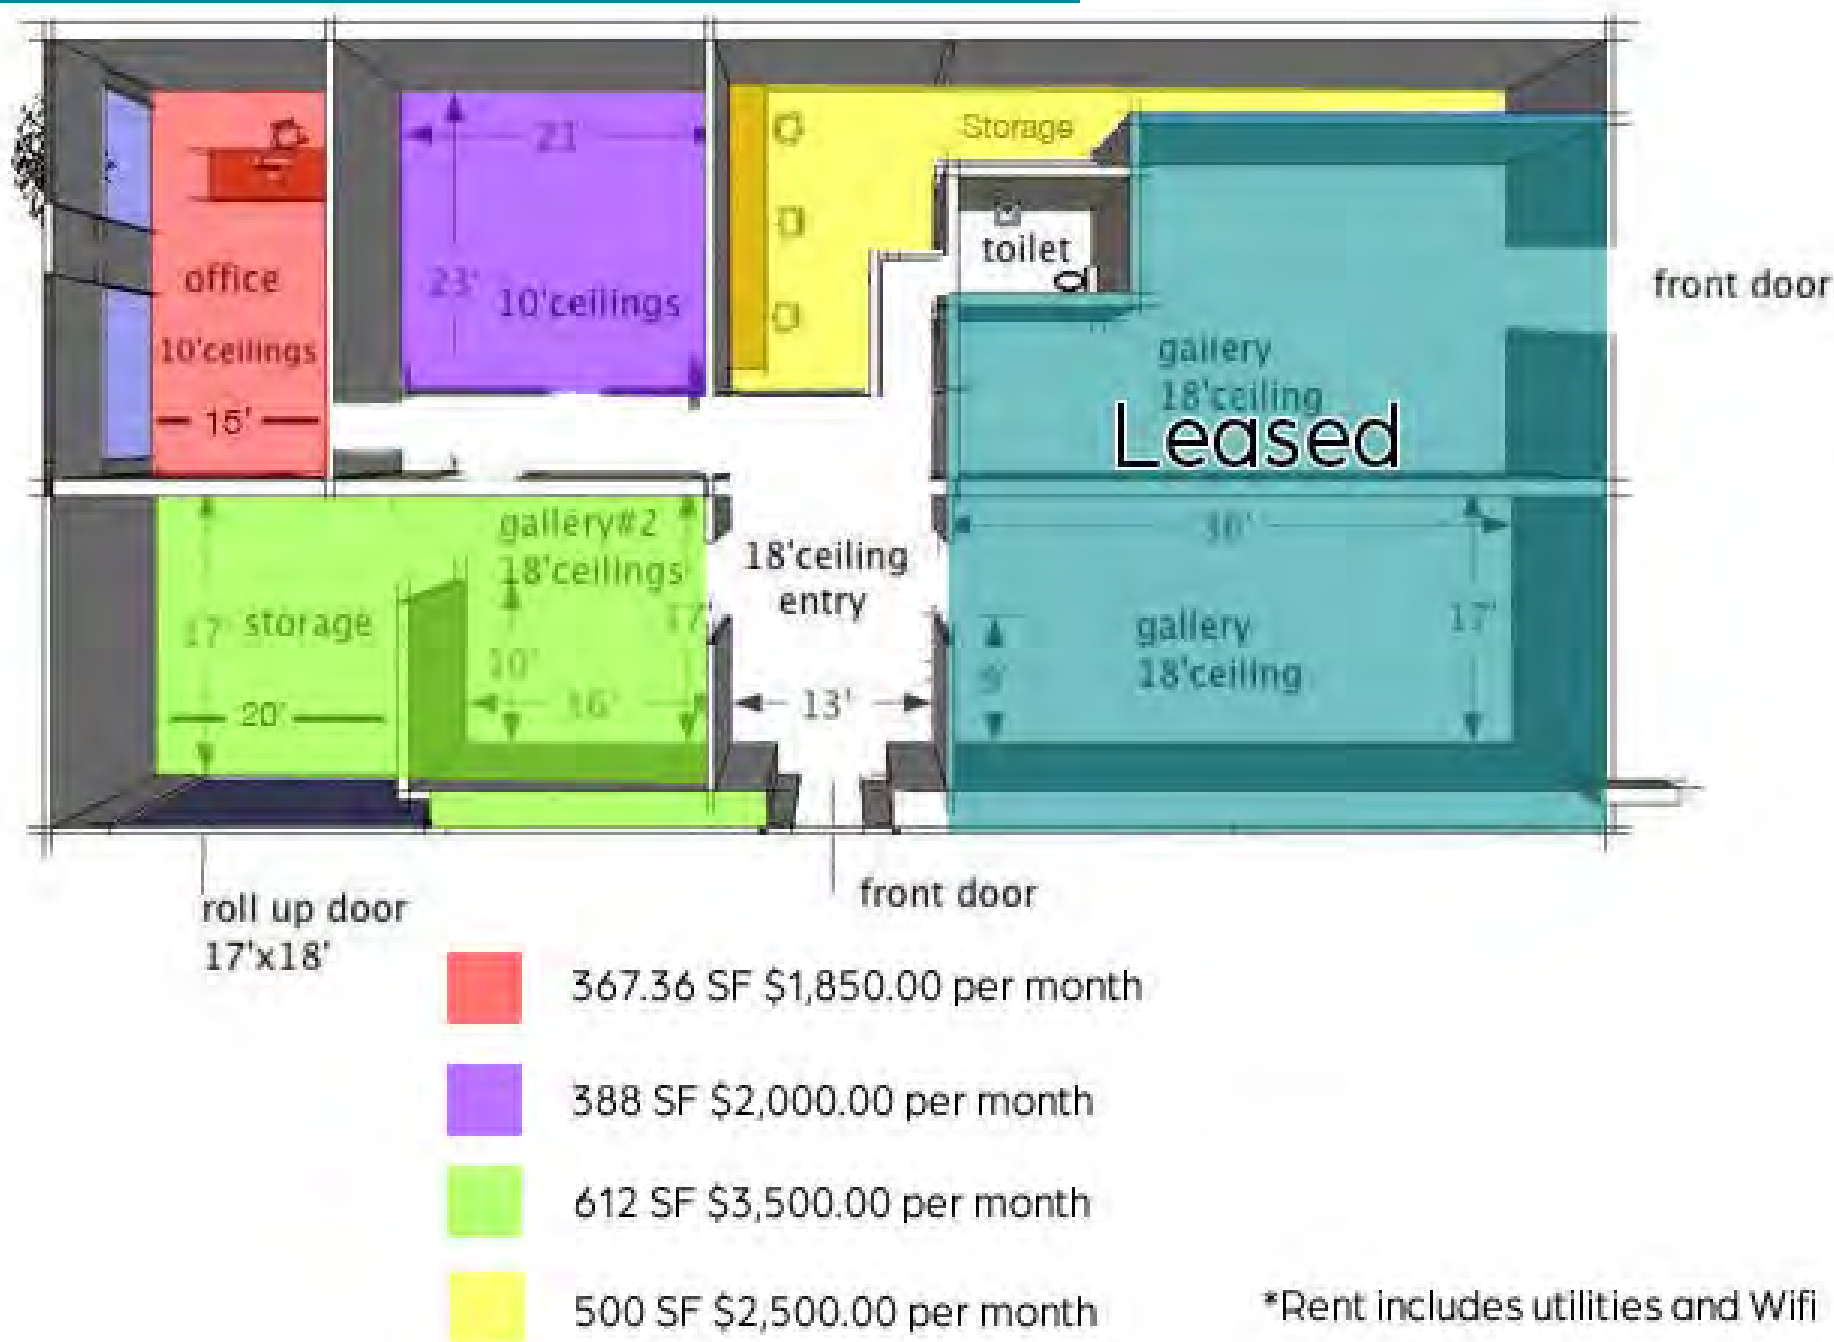 Storage
21
toilet
office
23'
10'ceilings
front door
10'ceilings
gallery
18'ceiling
15'
Leased
gallery#2
18'ceilings
36'
18'ceiling
entry
17'
storage
17'
gallery
18'ceiling
17'
10'
9'
20'
16'
13'
roll up door
17'x18'
front door
367.36 SF $1,850.00 per month
388 SF $2,000.00 per month
612 SF $3,500.00 per month
500 SF $2,500.00 per month
*Rent includes utilities and Wifi